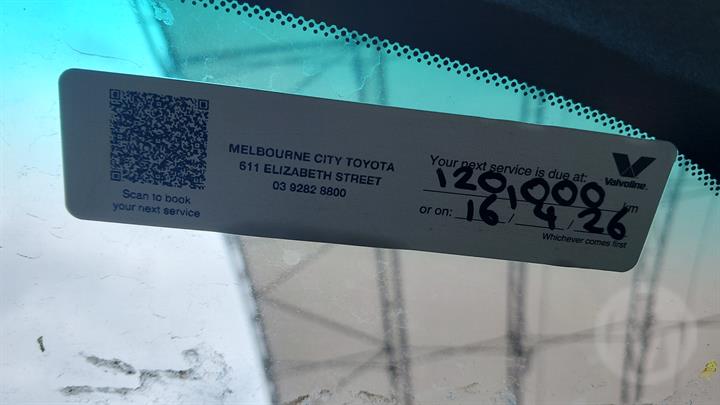 MELBOURNE CITY TOYOTA
611 ELIZABETH STREET
03 9282 8800
Scan to book
your next service
Your next service is due at:
120,000 km
or on: 16 / 4 / 26
Whichever comes first
Valvoline